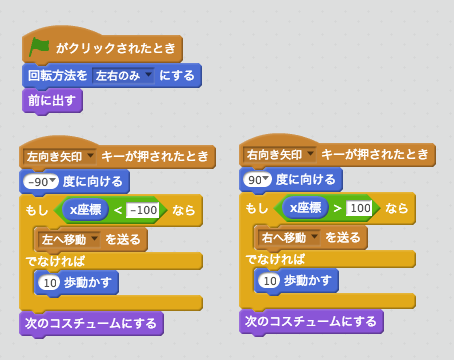 がクリックされたとき
回転方法を 左右のみ にする
前に出す
左向き矢印 キーが押されたとき
-90 度に向ける
もし x座標 < -100 なら
左へ移動 を送る
でなければ
10 歩動かす
次のコスチュームにする
右向き矢印 キーが押されたとき
90 度に向ける
もし x座標 > 100 なら
右へ移動 を送る
でなければ
10 歩動かす
次のコスチュームにする